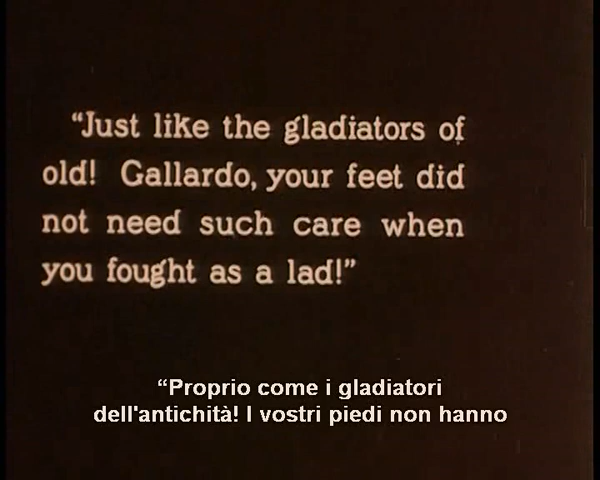 “Just like the gladiators of
old! Gallardo, your feet did
not need such care when
you fought as a lad!”
“Proprio come i gladiatori
dell'antichità! I vostri piedi non hanno